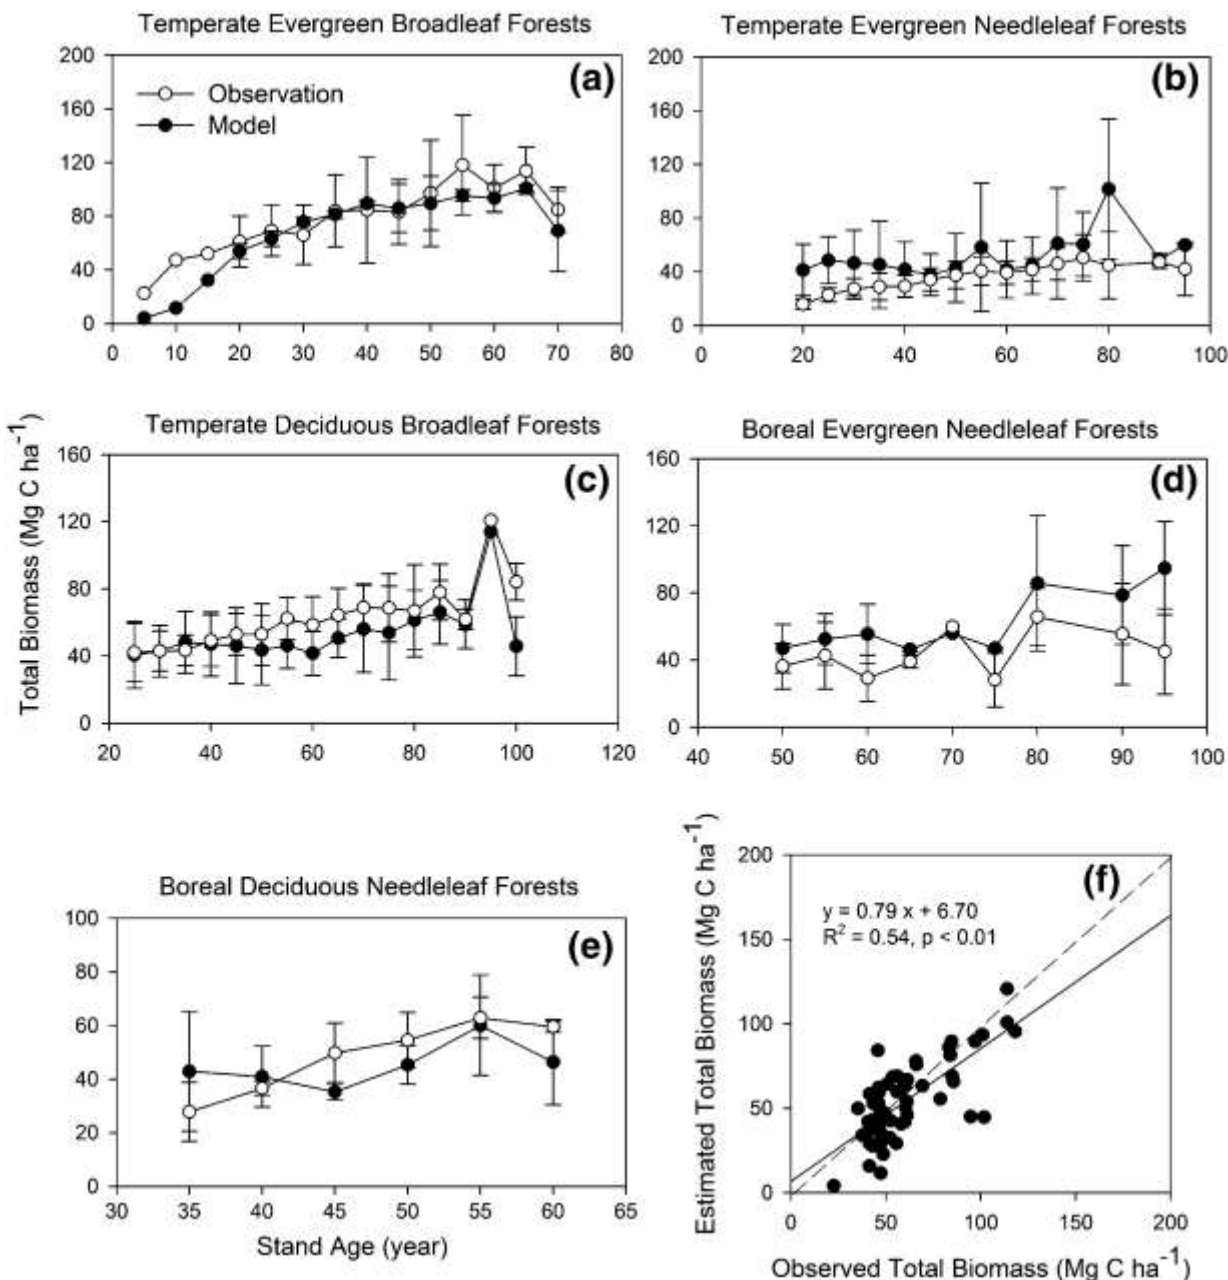 Temperate Evergreen Broadleaf Forests
Temperate Evergreen Needleleaf Forests
200
160
120
80
40
0
Observation
Model
(a)
0 10 20 30 40 50 60 70 80
200
160
120
80
40
0
(b)
0 20 40 60 80 100
Total Biomass (Mg C ha⁻¹)
Temperate Deciduous Broadleaf Forests
Boreal Evergreen Needleleaf Forests
160
120
80
40
0
(c)
20 40 60 80 100 120
160
120
80
40
0
(d)
40 50 60 70 80 90 100
Boreal Deciduous Needleleaf Forests
100
80
60
40
20
0
(e)
30 35 40 45 50 55 60 65
Stand Age (year)
Estimated Total Biomass (Mg C ha⁻¹)
200
150
100
50
0
(f)
y = 0.79 x + 6.70
R² = 0.54, p < 0.01
0 50 100 150 200
Observed Total Biomass (Mg C ha⁻¹)